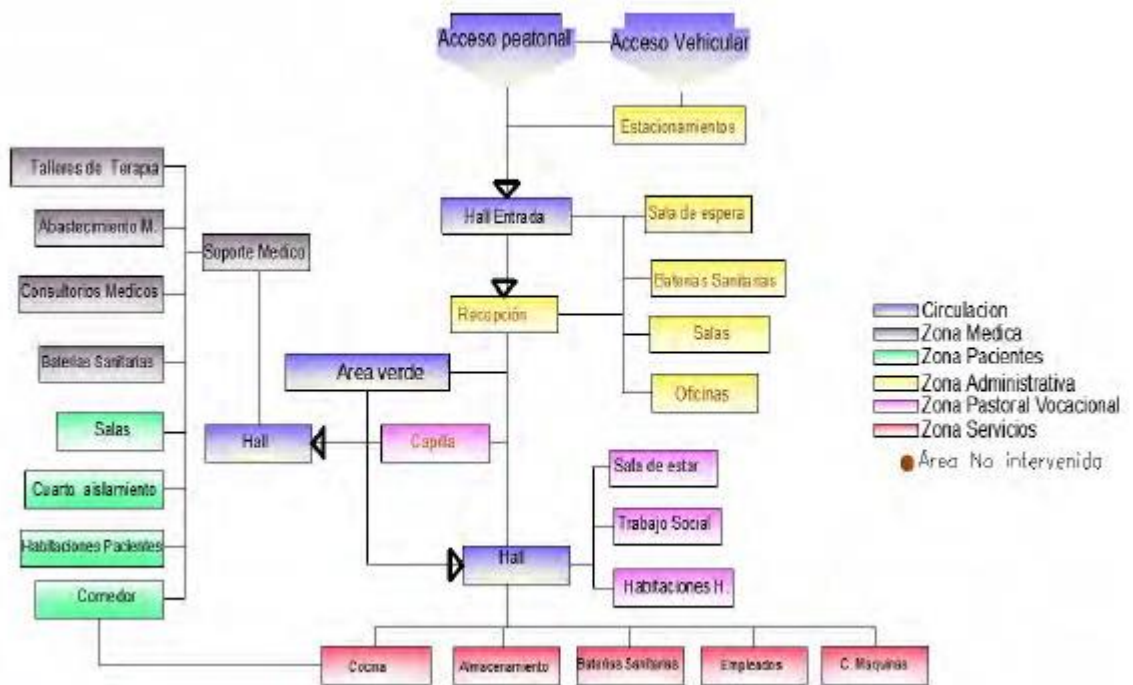 Acceso peatonal
Acceso Vehicular
Estacionamientos
Talleres de Terapia
Abastecimiento M.
Soporte Medico
Consultorios Medicos
Baterias Sanitarias
Hall Entrada
Sala de espera
Baterias Sanitarias
Recepción
Salas
Oficinas
Area verde
Salas
Hall
Capilla
Cuarto aislamiento
Habitaciones Pacientes
Comedor
Sala de estar
Trabajo Social
Hall
Habitaciones H.
Cocina
Almacenamiento
Baterias Sanitarias
Empleados
C. Maquinas
Circulacion
Zona Medica
Zona Pacientes
Zona Administrativa
Zona Pastoral Vocacional
Zona Servicios
Area No intervenida